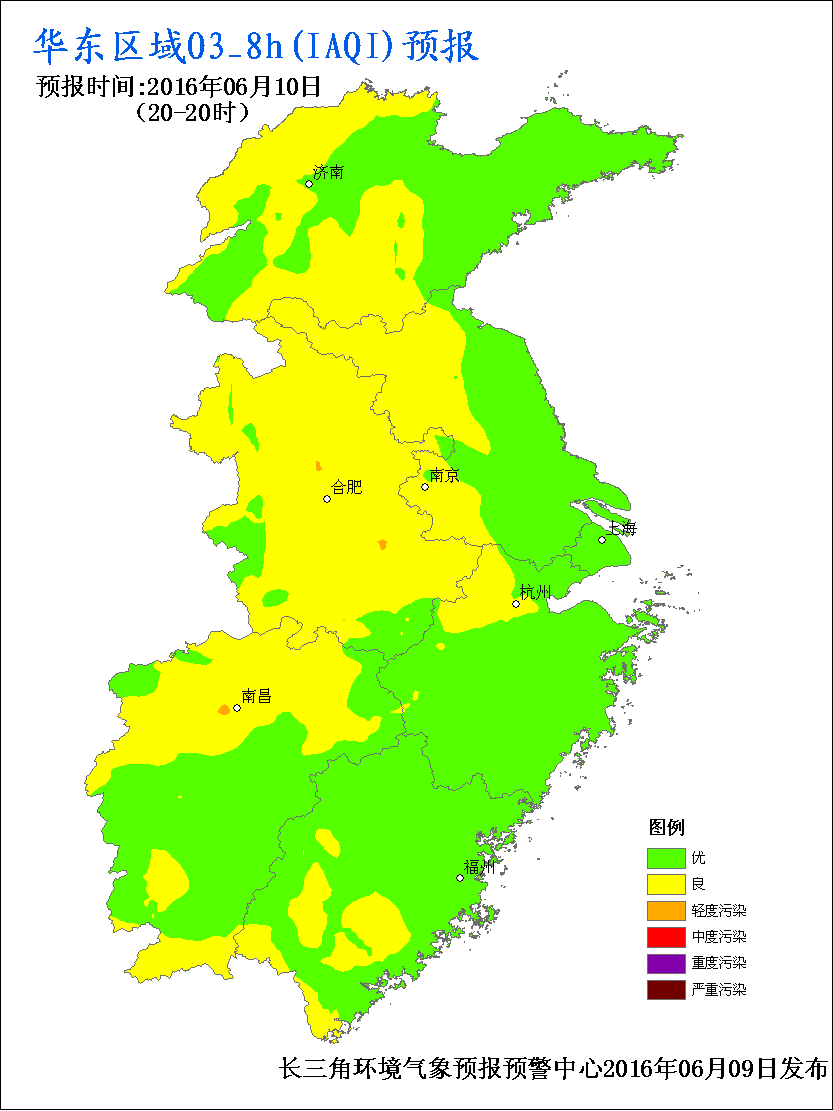 华东区域O3_8h(IAQI)预报
预报时间:2016年06月10日
(20-20时)
济南
南京
合肥
上海
杭州
南昌
福州
图例
优
良
轻度污染
中度污染
重度污染
严重污染
长三角环境气象预报预警中心2016年06月09日发布